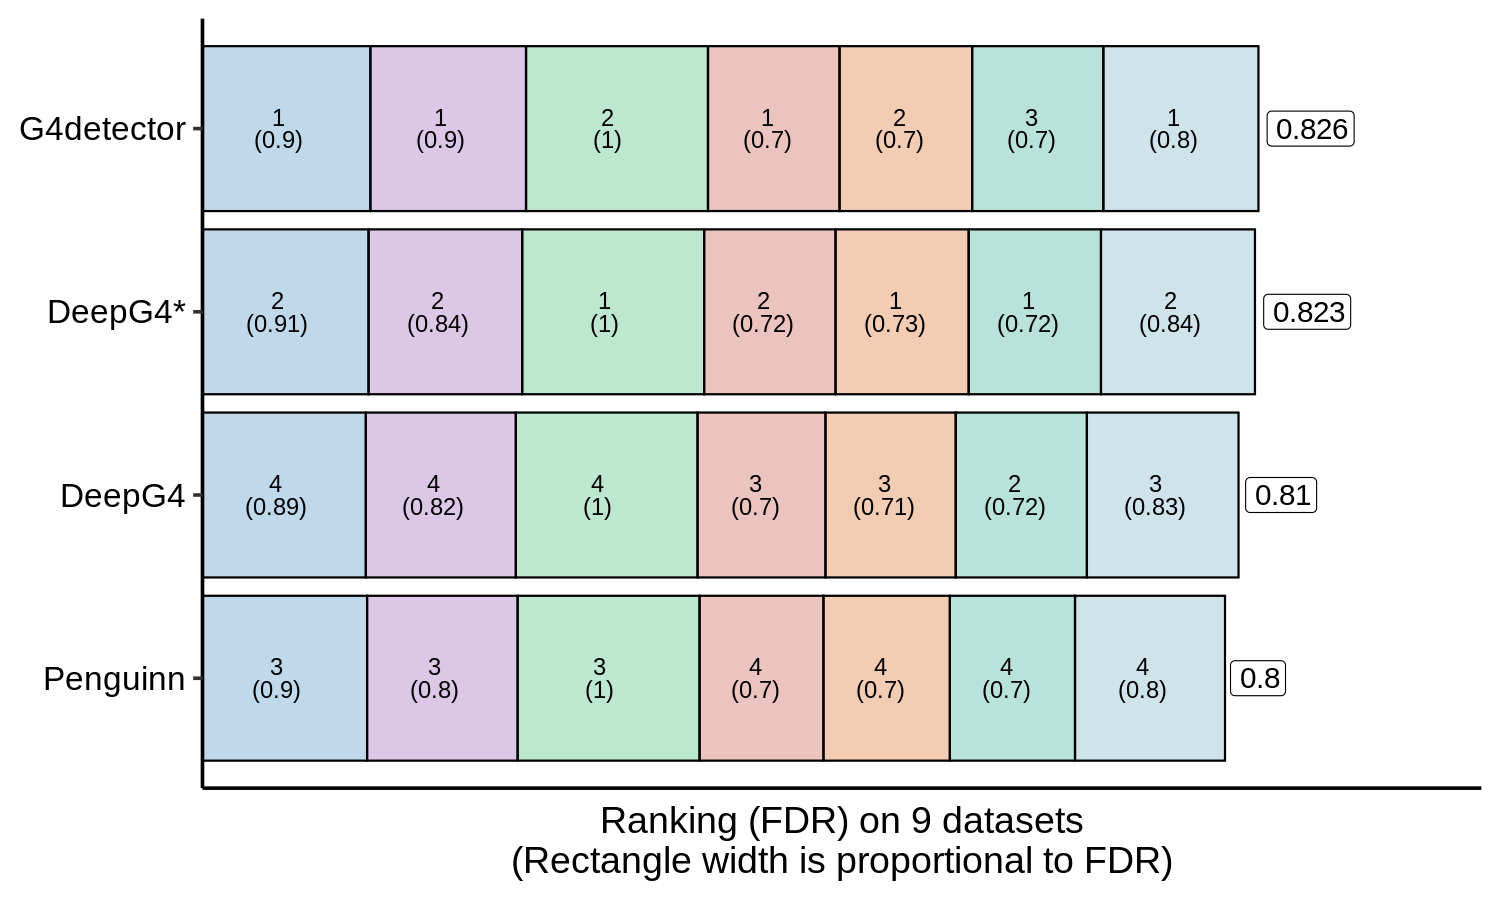 G4detector
1 1 2 1 2 3 1
(0.9) (0.9) (1) (0.7) (0.7) (0.7) (0.8)
0.826
DeepG4*
2 2 1 2 1 1 2
(0.91) (0.84) (1) (0.72) (0.73) (0.72) (0.84)
0.823
DeepG4
4 4 4 3 3 2 3
(0.89) (0.82) (1) (0.7) (0.71) (0.72) (0.83)
0.81
Penguinn
3 3 3 4 4 4 4
(0.9) (0.8) (1) (0.7) (0.7) (0.7) (0.8)
0.8
Ranking (FDR) on 9 datasets
(Rectangle width is proportional to FDR)